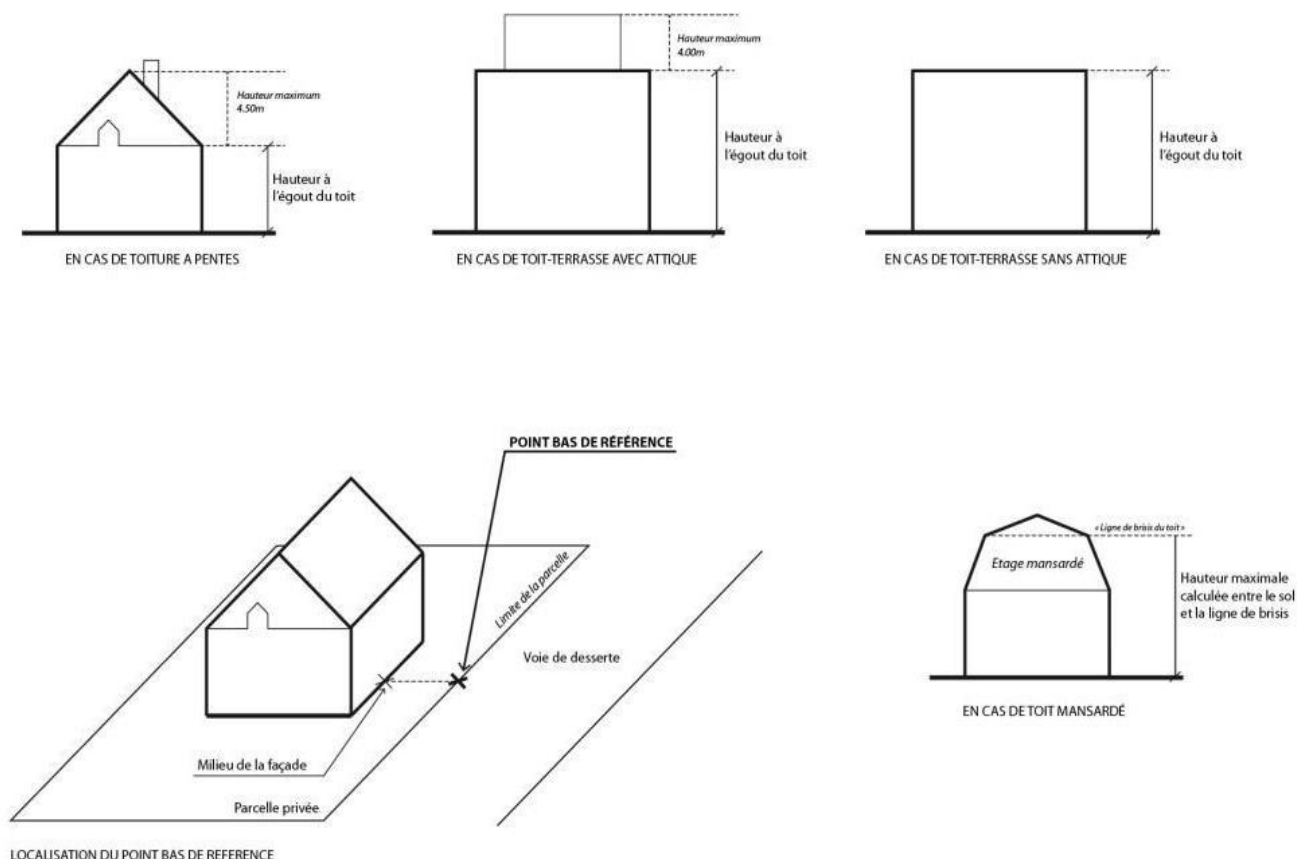 Hauteur maximum
4.50m
Hauteur à
l'égout du toit
EN CAS DE TOITURE A PENTES
Hauteur maximum
4.00m
Hauteur à
l'égout du toit
EN CAS DE TOIT-TERRASSE AVEC ATTIQUE
Hauteur à
l'égout du toit
EN CAS DE TOIT-TERRASSE SANS ATTIQUE
POINT BAS DE RÉFÉRENCE
Limite de la parcelle
Voie de desserte
Milieu de la façade
Parcelle privée
LOCALISATION DU POINT BAS DE REFERENCE
« Ligne de brisis du toit »
Etage mansardé
Hauteur maximale
calculée entre le sol
et la ligne de brisis
EN CAS DE TOIT MANSARDÉ